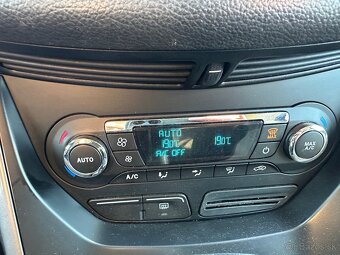 AUTO
19.0°C 19.0°C
A/C OFF
AUTO
MAX A/C
A/C